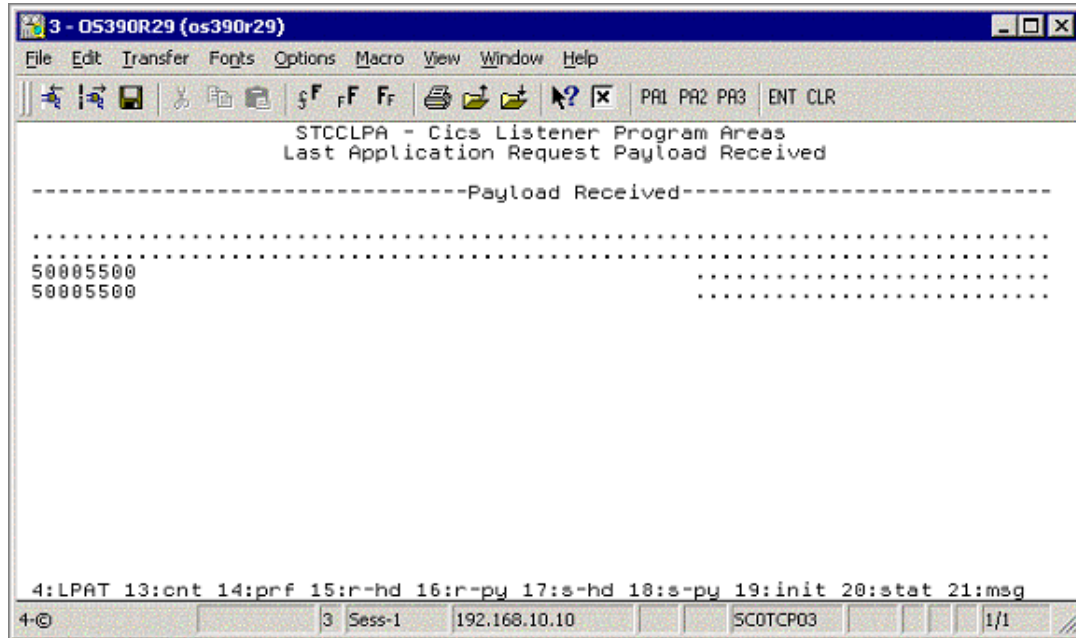 3 - OS390R29 (os390r29)
File Edit Transfer Fonts Options Macro View Window Help
PA1 PA2 PA3 ENT CLR
STCCLPA - Cics Listener Program Areas
Last Application Request Payload Received
---------------------------------Payload Received----------------------------
..............................................................................
..............................................................................
50005500 ...........................
50005500 ...........................
4:LPAT 13:cnt 14:prf 15:r-hd 16:r-py 17:s-hd 18:s-py 19:init 20:stat 21:msg
4-© 3 Sess-1 192.168.10.10 SC0TCP03 1/1